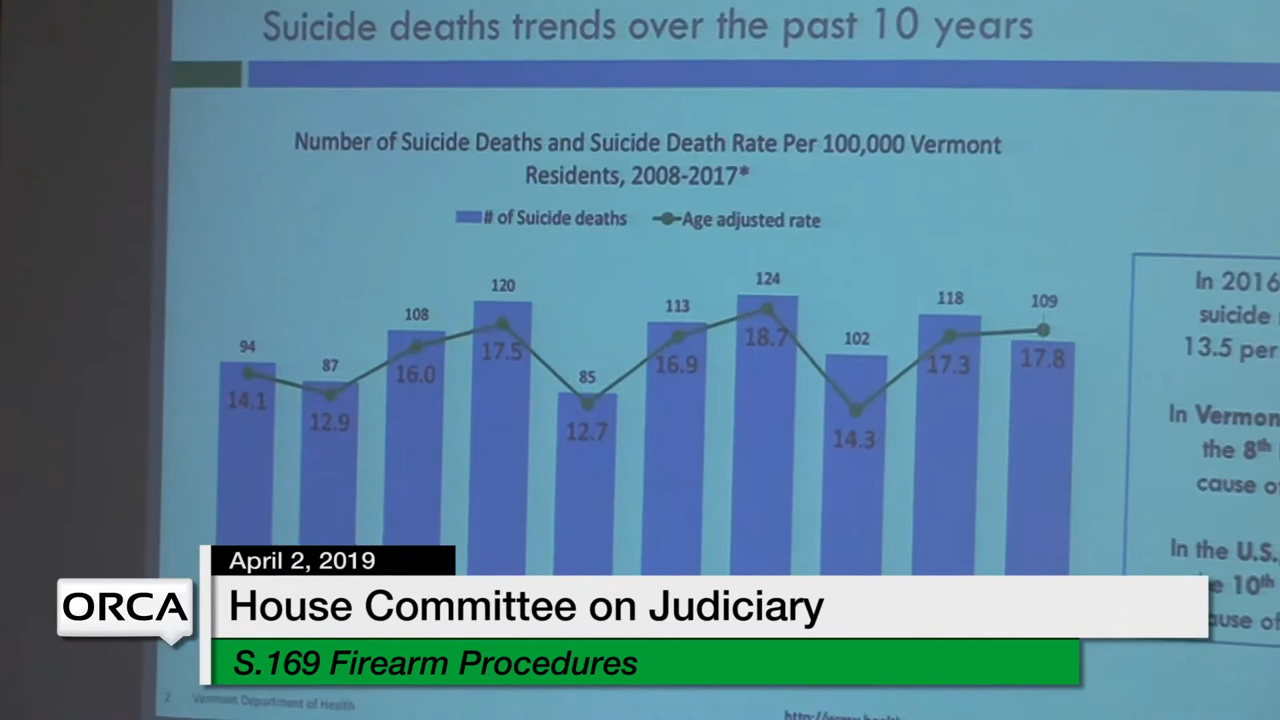 Suicide deaths trends over the past 10 years
Number of Suicide Deaths and Suicide Death Rate Per 100,000 Vermont
Residents, 2008-2017*
# of Suicide deaths Age adjusted rate
94 87 108 120 85 113 124 102 118 109
14.1 12.9 16.0 17.5 12.7 16.9 18.7 14.3 17.3 17.8
In 2016
suicide
13.5 per
In Vermon
the 8th
cause o
In the U.S.
10th
April 2, 2019
ORCA
House Committee on Judiciary
S.169 Firearm Procedures
2 Vermont Department of Health